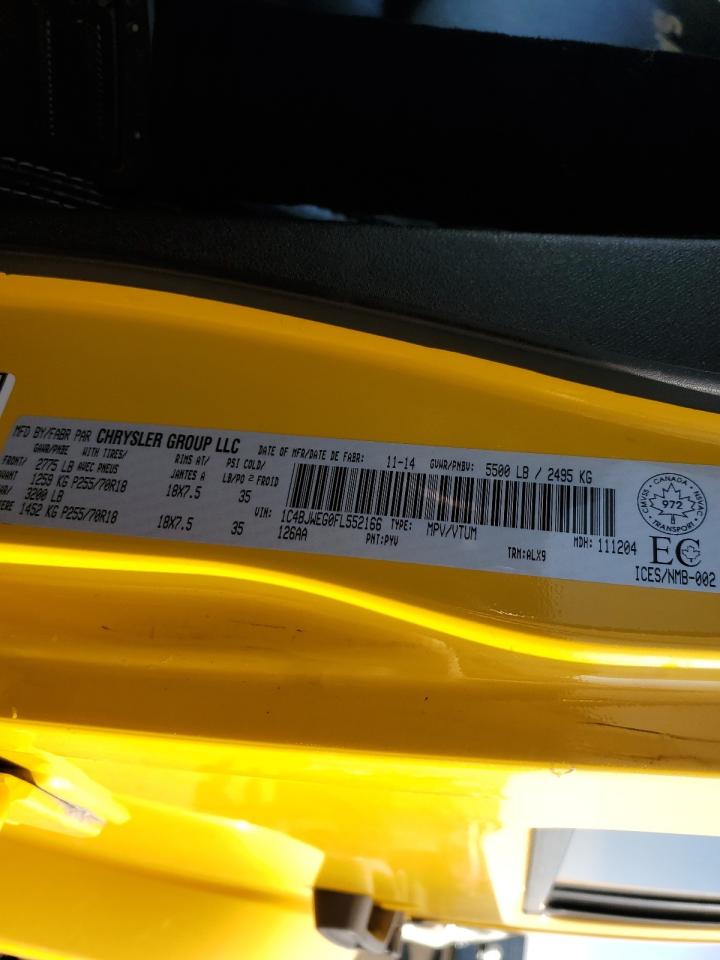 MFD BY/FABR PAR CHRYSLER GROUP LLC DATE OF MFR/DATE DE FABR: 11-14 GVWR/PNBV: 5500 LB / 2495 KG
GAWR/PNBE WITH TIRES/ RIMS AT/ PSI COLD/
FRONT/ 2775 LB AVEC PNEUS JANTES A LB/PO 2 FROID
1259 KG P255/70R18 18X7.5 35
3200 LB
1452 KG P255/70R18 18X7.5 35
VIN: 1C4BJWEG0FL552166 TYPE: MPV/VTUM
126AA PNT:PYV TRN:ALX9 MDH: 111204
CANADA
972
TRANSPORT
EC
ICES/NMB-002